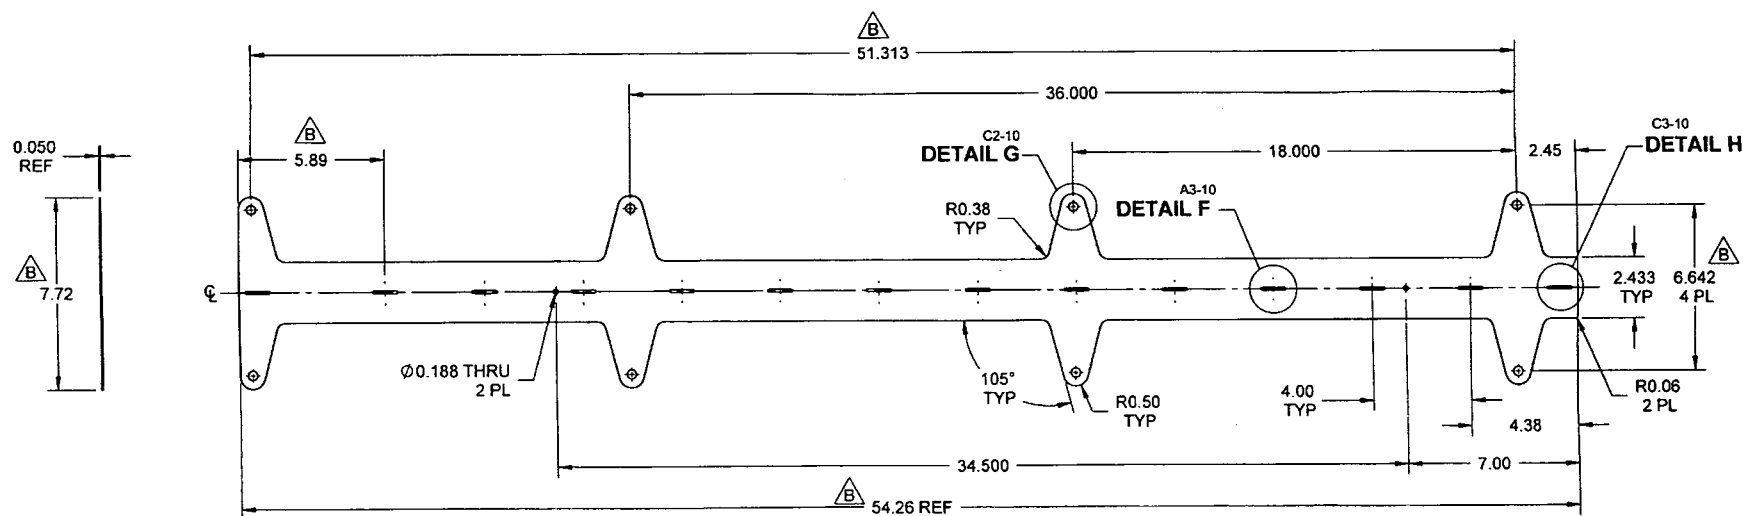 B
51.313
36.000
B
C2-10
C3-10
0.050
REF
5.89
DETAIL G
18.000
2.45
DETAIL H
A3-10
R0.38
TYP
DETAIL F
B
7.72
B
2.433
TYP
6.642
4 PL
Ø0.188 THRU
2 PL
105°
TYP
R0.50
TYP
4.00
TYP
R0.06
2 PL
4.38
34.500
7.00
B
54.26 REF